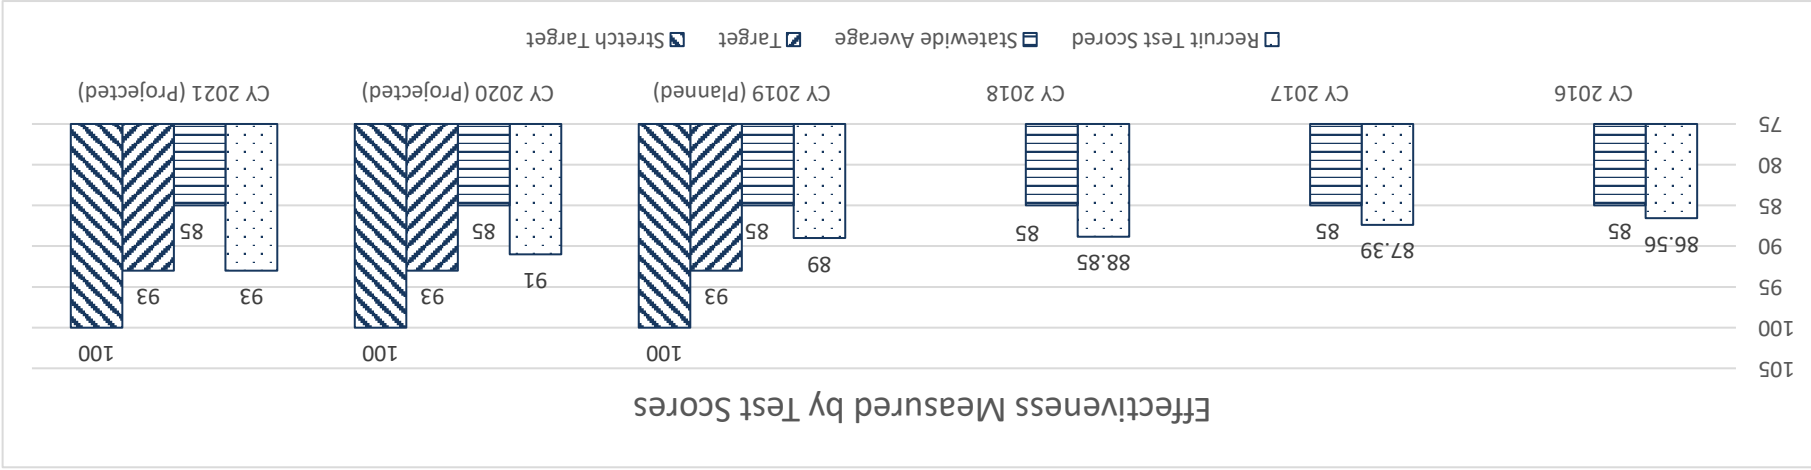 Effectiveness Measured by Test Scores
105
100
95
90
85
80
75
86.56
85
87.39
85
88.85
85
89
85
93
100
91
85
93
100
93
85
93
100
CY 2016
CY 2017
CY 2018
CY 2019 (Planned)
CY 2020 (Projected)
CY 2021 (Projected)
Recruit Test Scored
Statewide Average
Target
Stretch Target